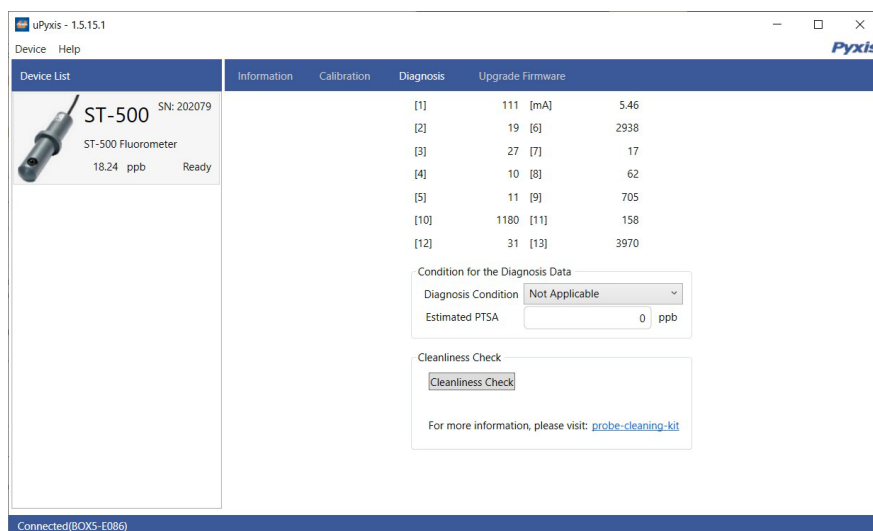 uPyxis - 1.5.15.1
Device Help
Pyxis
Device List
Information Calibration Diagnosis Upgrade Firmware
ST-500 SN: 202079
ST-500 Fluorometer
18.24 ppb Ready
[1] 111 [mA] 5.46
[2] 19 [6] 2938
[3] 27 [7] 17
[4] 10 [8] 62
[5] 11 [9] 705
[10] 1180 [11] 158
[12] 31 [13] 3970
Condition for the Diagnosis Data
Diagnosis Condition Not Applicable
Estimated PTSA 0 ppb
Cleanliness Check
Cleanliness Check
For more information, please visit: probe-cleaning-kit
Connected(BOX5-E086)